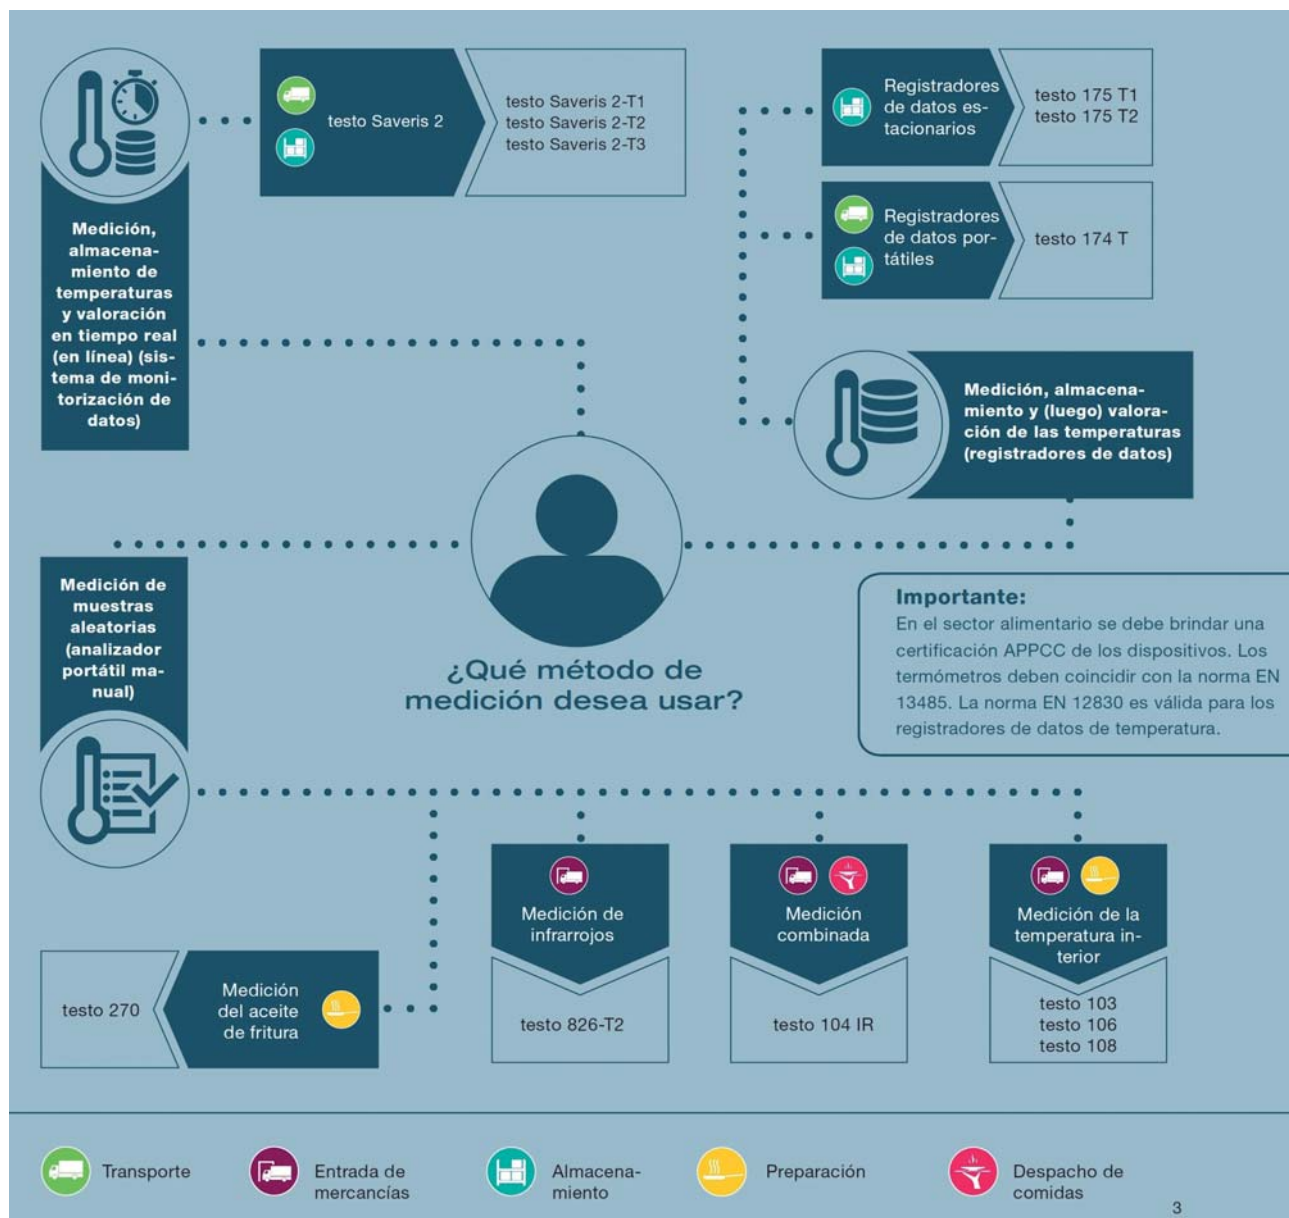 testo Saveris 2
testo Saveris 2-T1
testo Saveris 2-T2
testo Saveris 2-T3
Medición,
almacena-
miento de
temperaturas
y valoración
en tiempo real
(en línea) (sis-
tema de moni-
torización de
datos)
Registradores
de datos es-
tacionarios
testo 175 T1
testo 175 T2
Registradores
de datos por-
tátiles
testo 174 T
Medición, almacena-
miento y (luego) valora-
ción de las temperaturas
(registradores de datos)
Medición de
muestras
aleatorias
(analizador
portátil ma-
nual)
¿Qué método de
medición desea usar?
Importante:
En el sector alimentario se debe brindar una
certificación APPCC de los dispositivos. Los
termómetros deben coincidir con la norma EN
13485. La norma EN 12830 es válida para los
registradores de datos de temperatura.
testo 270
Medición
del aceite
de fritura
Medición de
infrarrojos
testo 826-T2
Medición
combinada
testo 104 IR
Medición de la
temperatura in-
terior
testo 103
testo 106
testo 108
Transporte
Entrada de
mercancías
Almacena-
miento
Preparación
Despacho de
comidas
3